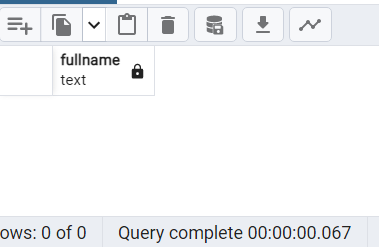 fullname
text
ows: 0 of 0
Query complete 00:00:00.067